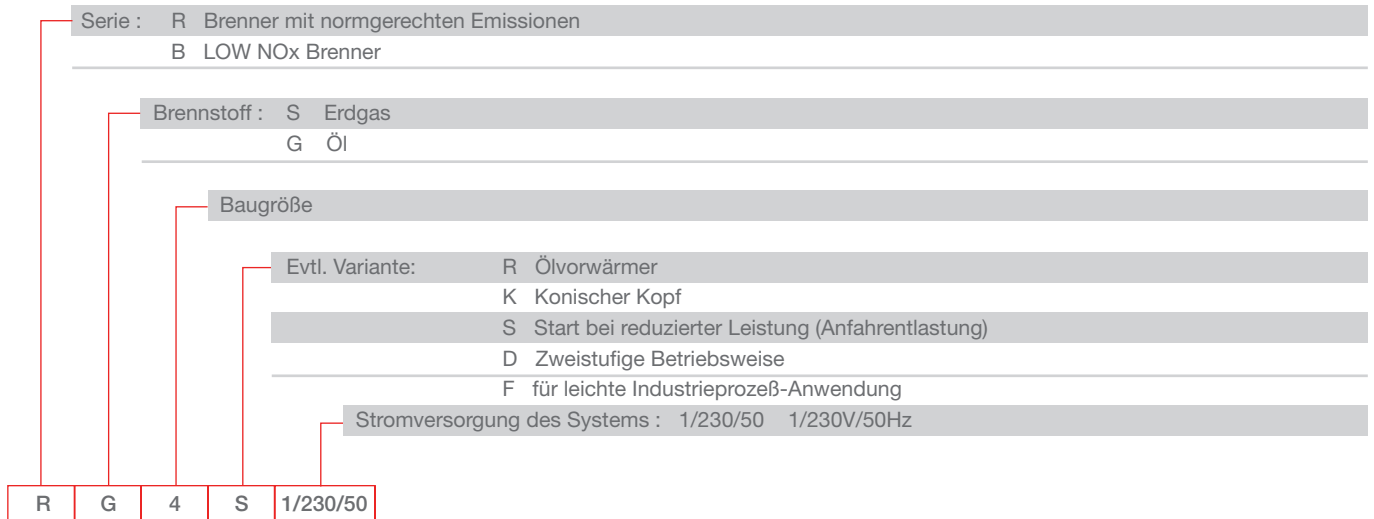 Serie : R Brenner mit normgerechten Emissionen
B LOW NOx Brenner
Brennstoff : S Erdgas
G Öl
Baugröße
Evtl. Variante: R Ölvorwärmer
K Konischer Kopf
S Start bei reduzierter Leistung (Anfahrentlastung)
D Zweistufige Betriebsweise
F für leichte Industrieprozeß-Anwendung
Stromversorgung des Systems : 1/230/50 1/230V/50Hz
R G 4 S 1/230/50